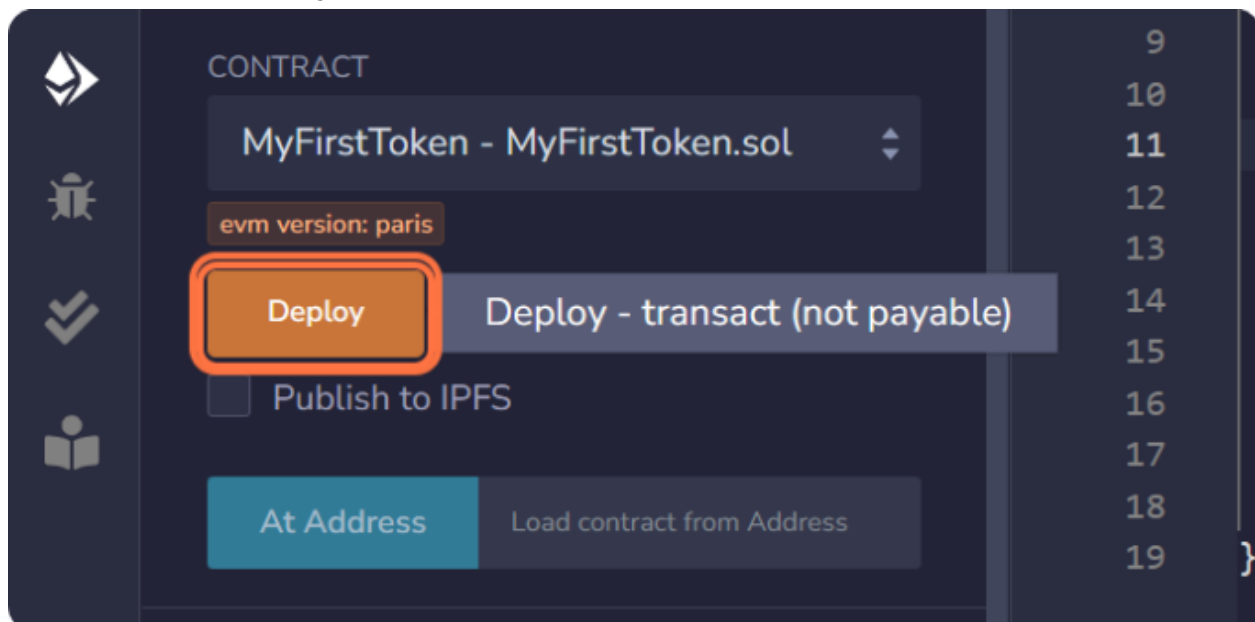 CONTRACT
MyFirstToken - MyFirstToken.sol
evm version: paris
Deploy
Deploy - transact (not payable)
Publish to IPFS
At Address
Load contract from Address
9
10
11
12
13
14
15
16
17
18
19 }